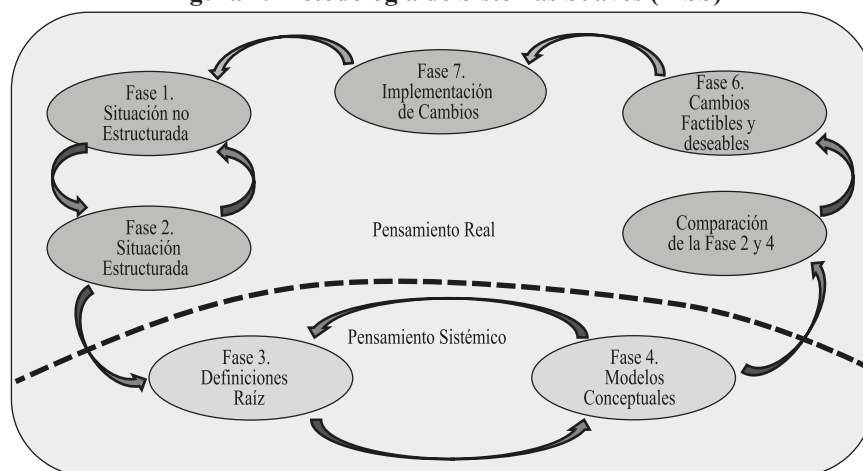 Fase 7.
Implementación
de Cambios
Fase 1.
Situación no
Estructurada
Fase 6.
Cambios
Factibles y
deseables
Fase 2.
Situación
Estructurada
Pensamiento Real
Comparación
de la Fase 2 y 4
Pensamiento Sistémico
Fase 3.
Definiciones
Raíz
Fase 4.
Modelos
Conceptuales